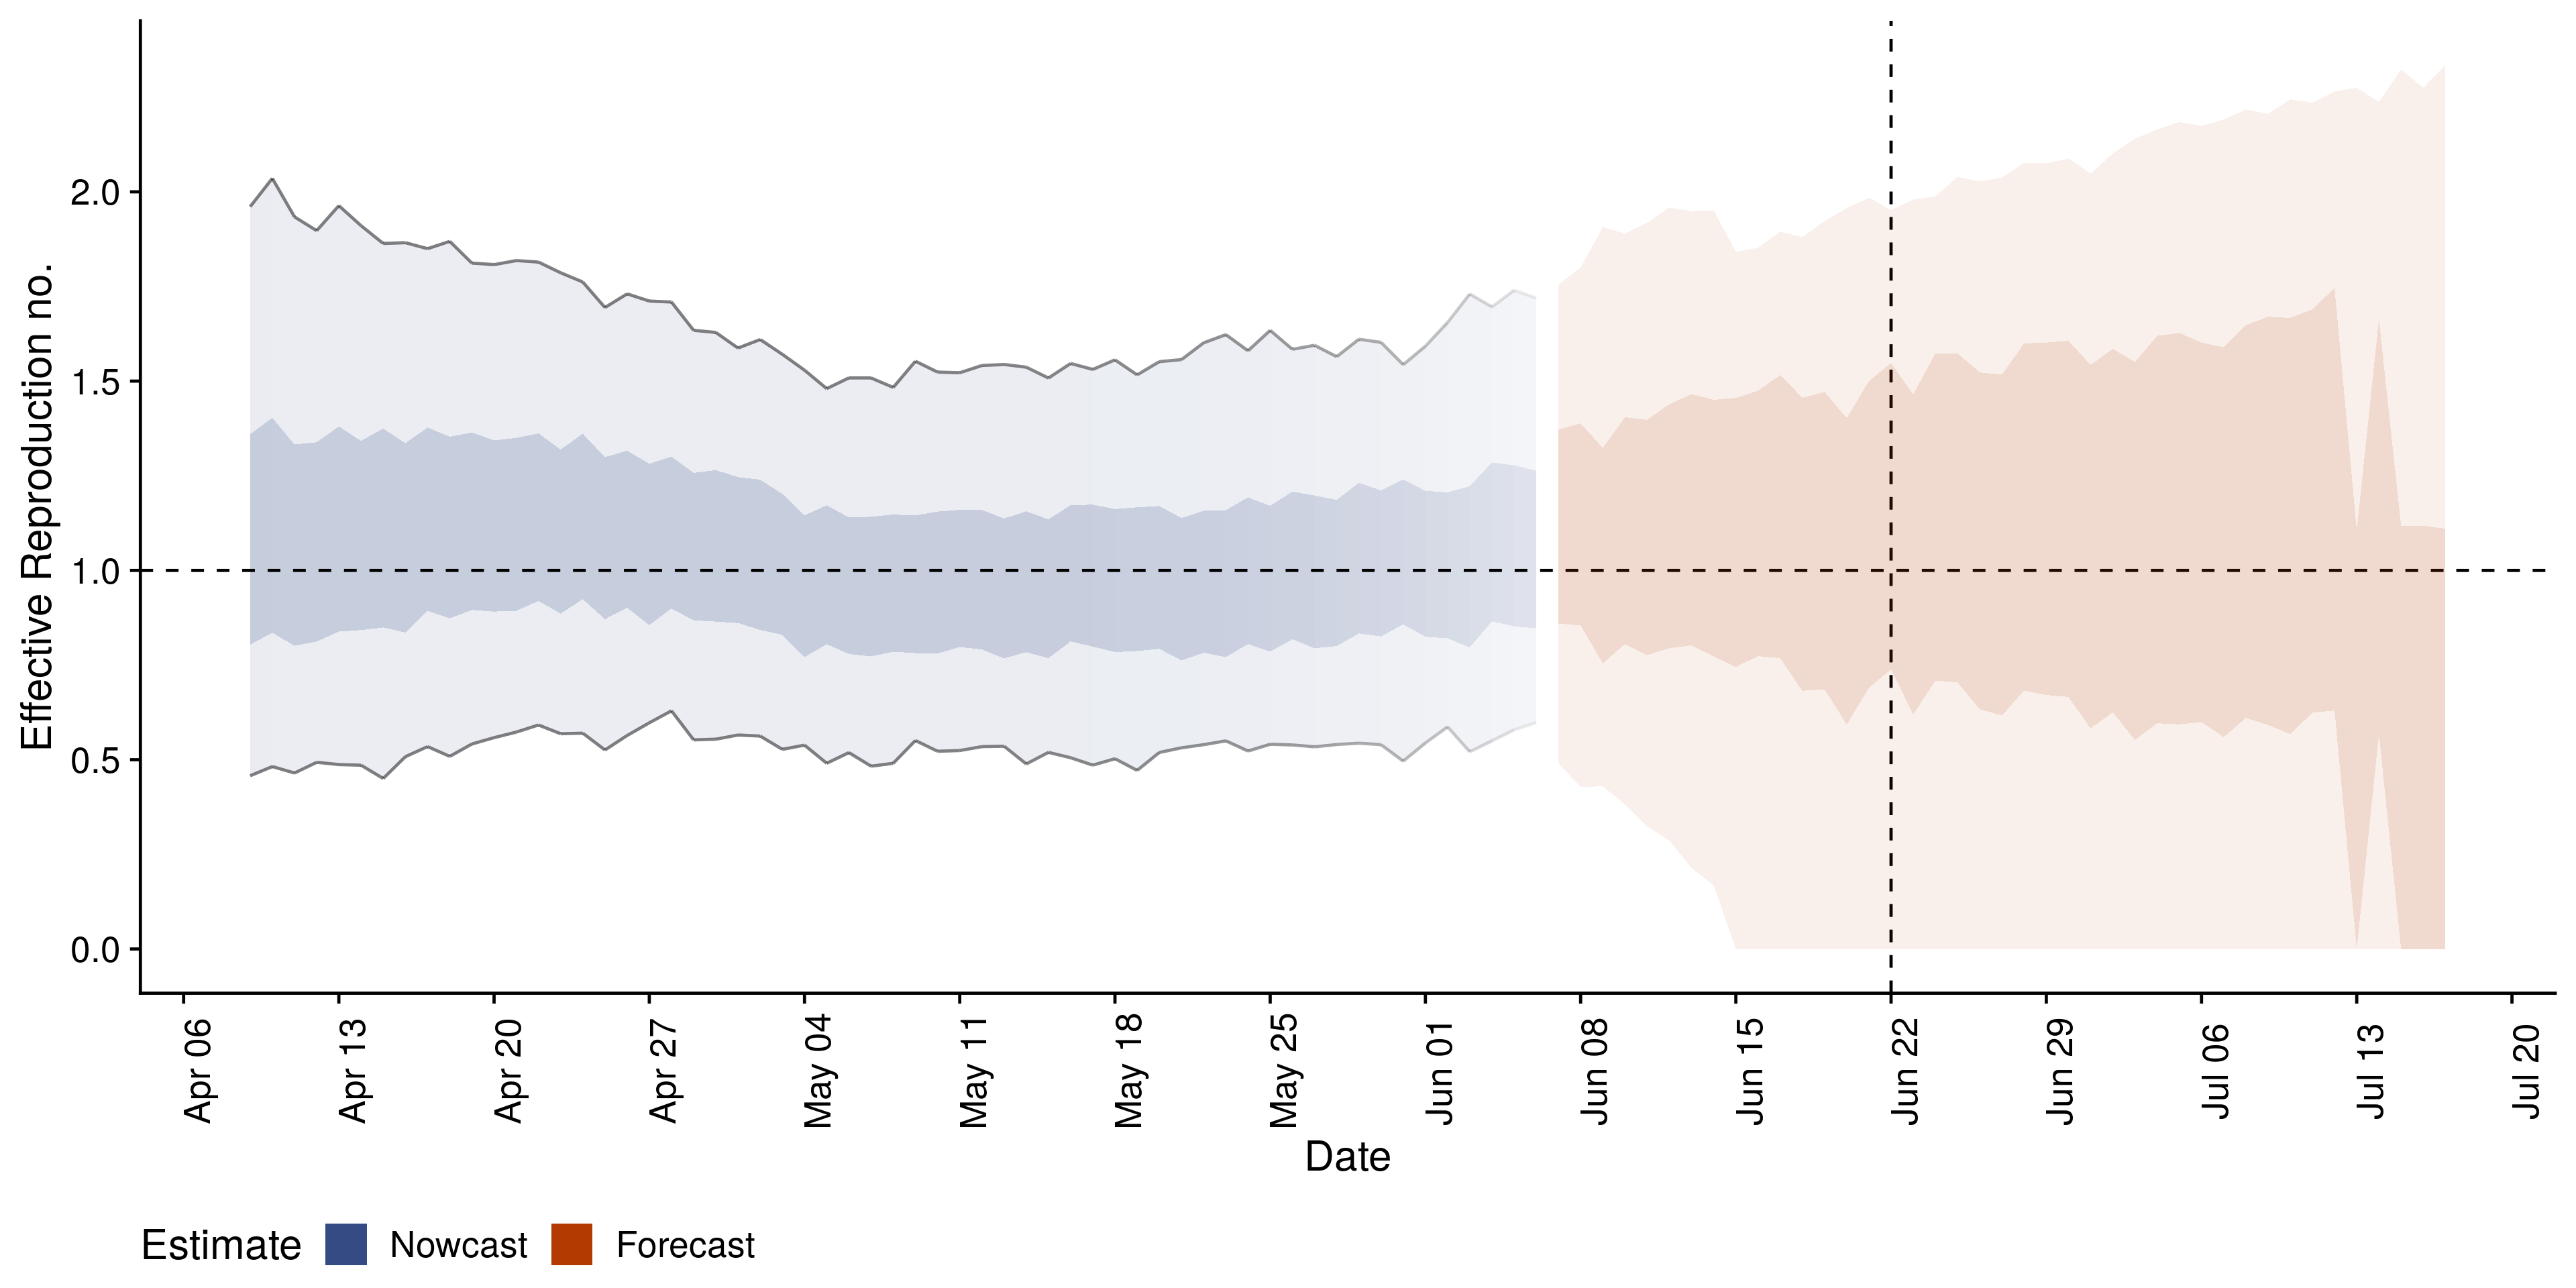 Effective Reproduction no.
2.0
1.5
1.0
0.5
0.0
Apr 06
Apr 13
Apr 20
Apr 27
May 04
May 11
May 18
May 25
Jun 01
Jun 08
Jun 15
Jun 22
Jun 29
Jul 06
Jul 13
Jul 20
Date
Estimate Nowcast Forecast